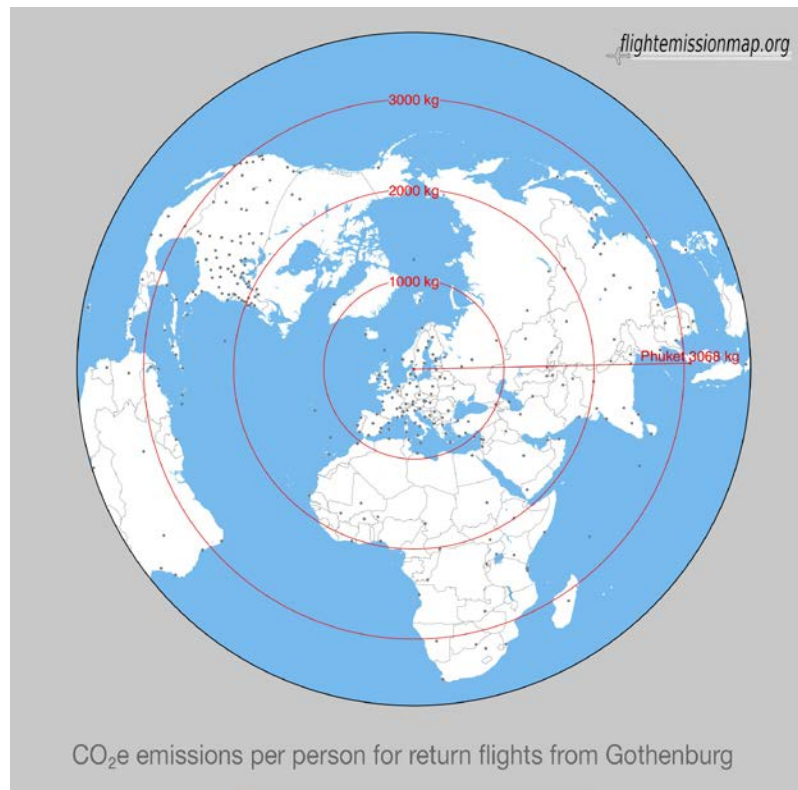 flightemissionmap.org
3000 kg
2000 kg
1000 kg
Phuket 3068 kg
CO₂e emissions per person for return flights from Gothenburg